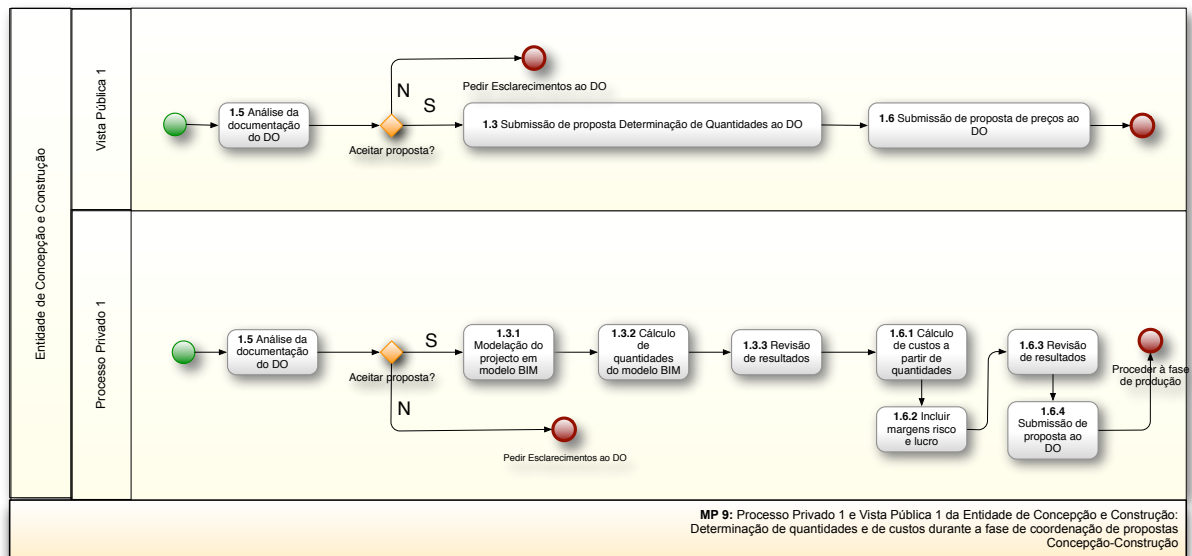 Entidade de Concepção e Construção
Vista Pública 1
1.5 Análise da
documentação
do DO
Aceitar proposta?
N
S
Pedir Esclarecimentos ao DO
1.3 Submissão de proposta Determinação de Quantidades ao DO
1.6 Submissão de proposta de preços ao
DO
Processo Privado 1
1.5 Análise da
documentação
do DO
Aceitar proposta?
S
N
Pedir Esclarecimentos ao DO
1.3.1
Modelação do
projecto em
modelo BIM
1.3.2 Cálculo
de
quantidades
do modelo BIM
1.3.3 Revisão
de resultados
1.6.1 Cálculo
de custos a
partir de
quantidades
1.6.2 Incluir
margens risco
e lucro
1.6.3 Revisão
de resultados
1.6.4
Submissão de
proposta ao
DO
Proceder à fase
de produção
MP 9: Processo Privado 1 e Vista Pública 1 da Entidade de Concepção e Construção:
Determinação de quantidades e de custos durante a fase de coordenação de propostas
Concepção-Construção